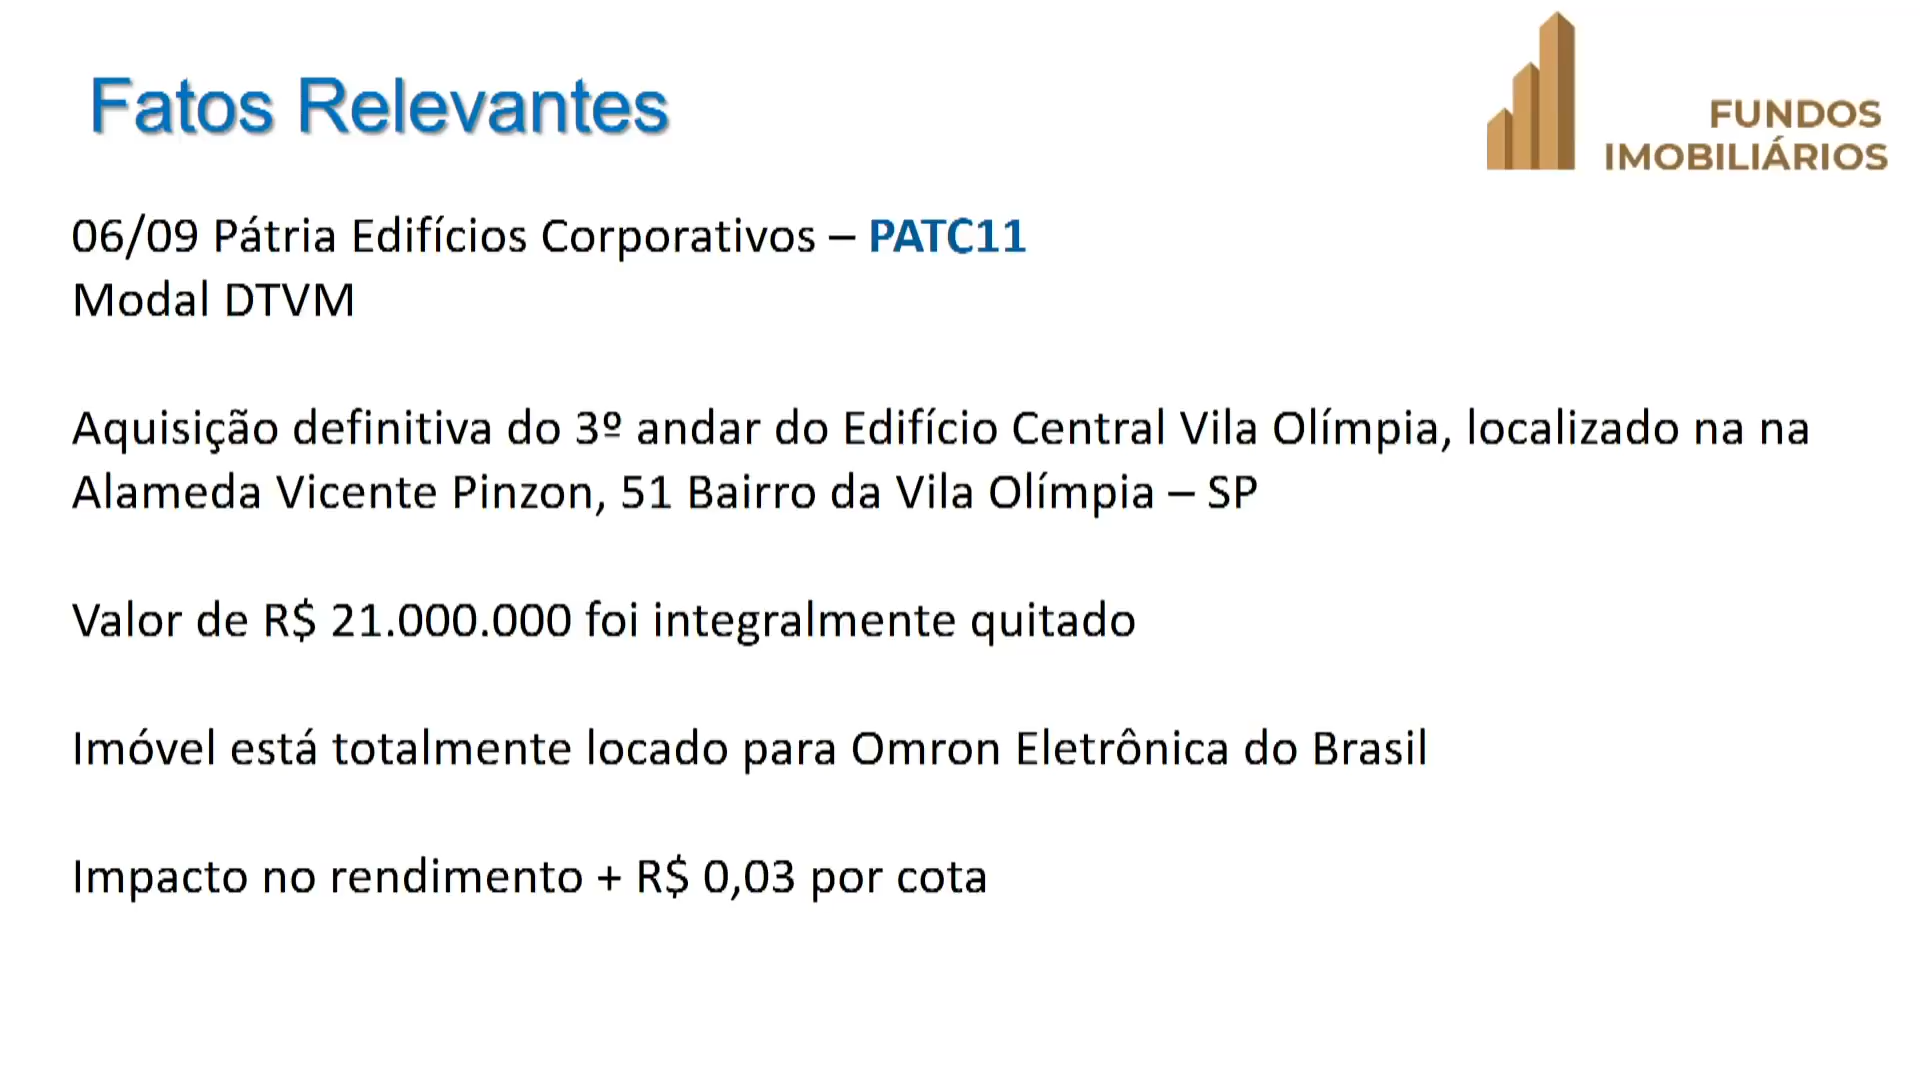 Fatos Relevantes
FUNDOS
IMOBILIÁRIOS
06/09 Pátria Edifícios Corporativos – PATC11
Modal DTVM
Aquisição definitiva do 3º andar do Edifício Central Vila Olímpia, localizado na na
Alameda Vicente Pinzon, 51 Bairro da Vila Olímpia – SP
Valor de R$ 21.000.000 foi integralmente quitado
Imóvel está totalmente locado para Omron Eletrônica do Brasil
Impacto no rendimento + R$ 0,03 por cota